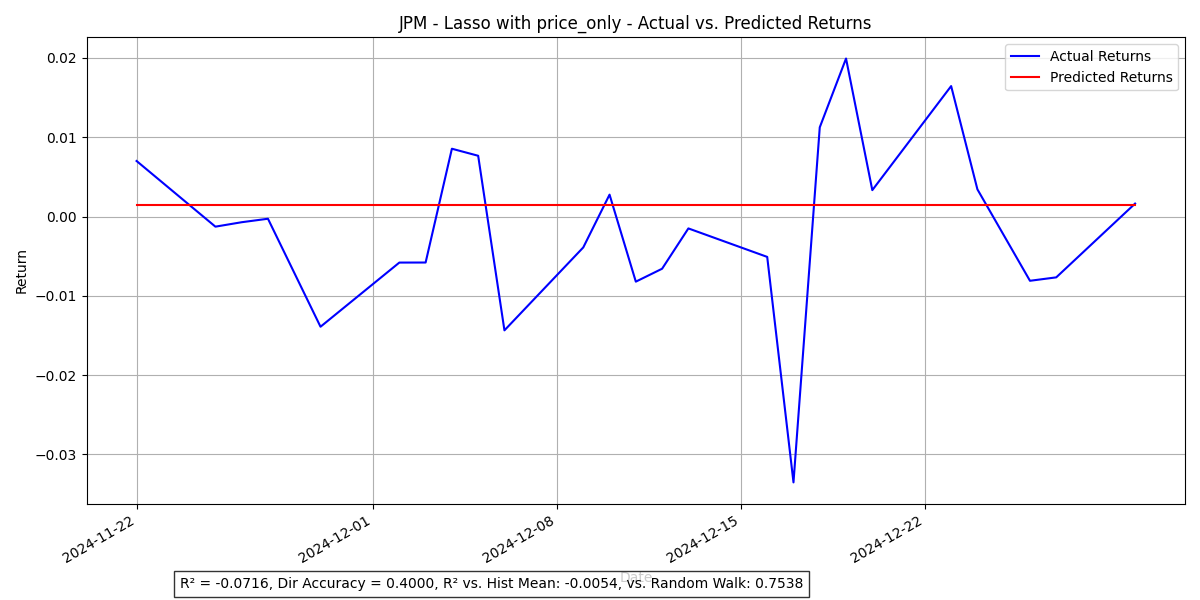 JPM - Lasso with price_only - Actual vs. Predicted Returns
Actual Returns
Predicted Returns
Return
0.02
0.01
0.00
−0.01
−0.02
−0.03
2024-11-22
2024-12-01
2024-12-08
2024-12-15
2024-12-22
Date
R² = -0.0716, Dir Accuracy = 0.4000, R² vs. Hist Mean: -0.0054, vs. Random Walk: 0.7538